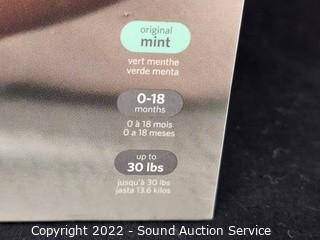 original
mint
vert menthe
verde menta
0-18
months
0 à 18 mois
0 a 18 meses
up to
30 lbs
jusqu'à 30 lbs
hasta 13.6 kilos
Copyright 2022 - Sound Auction Service